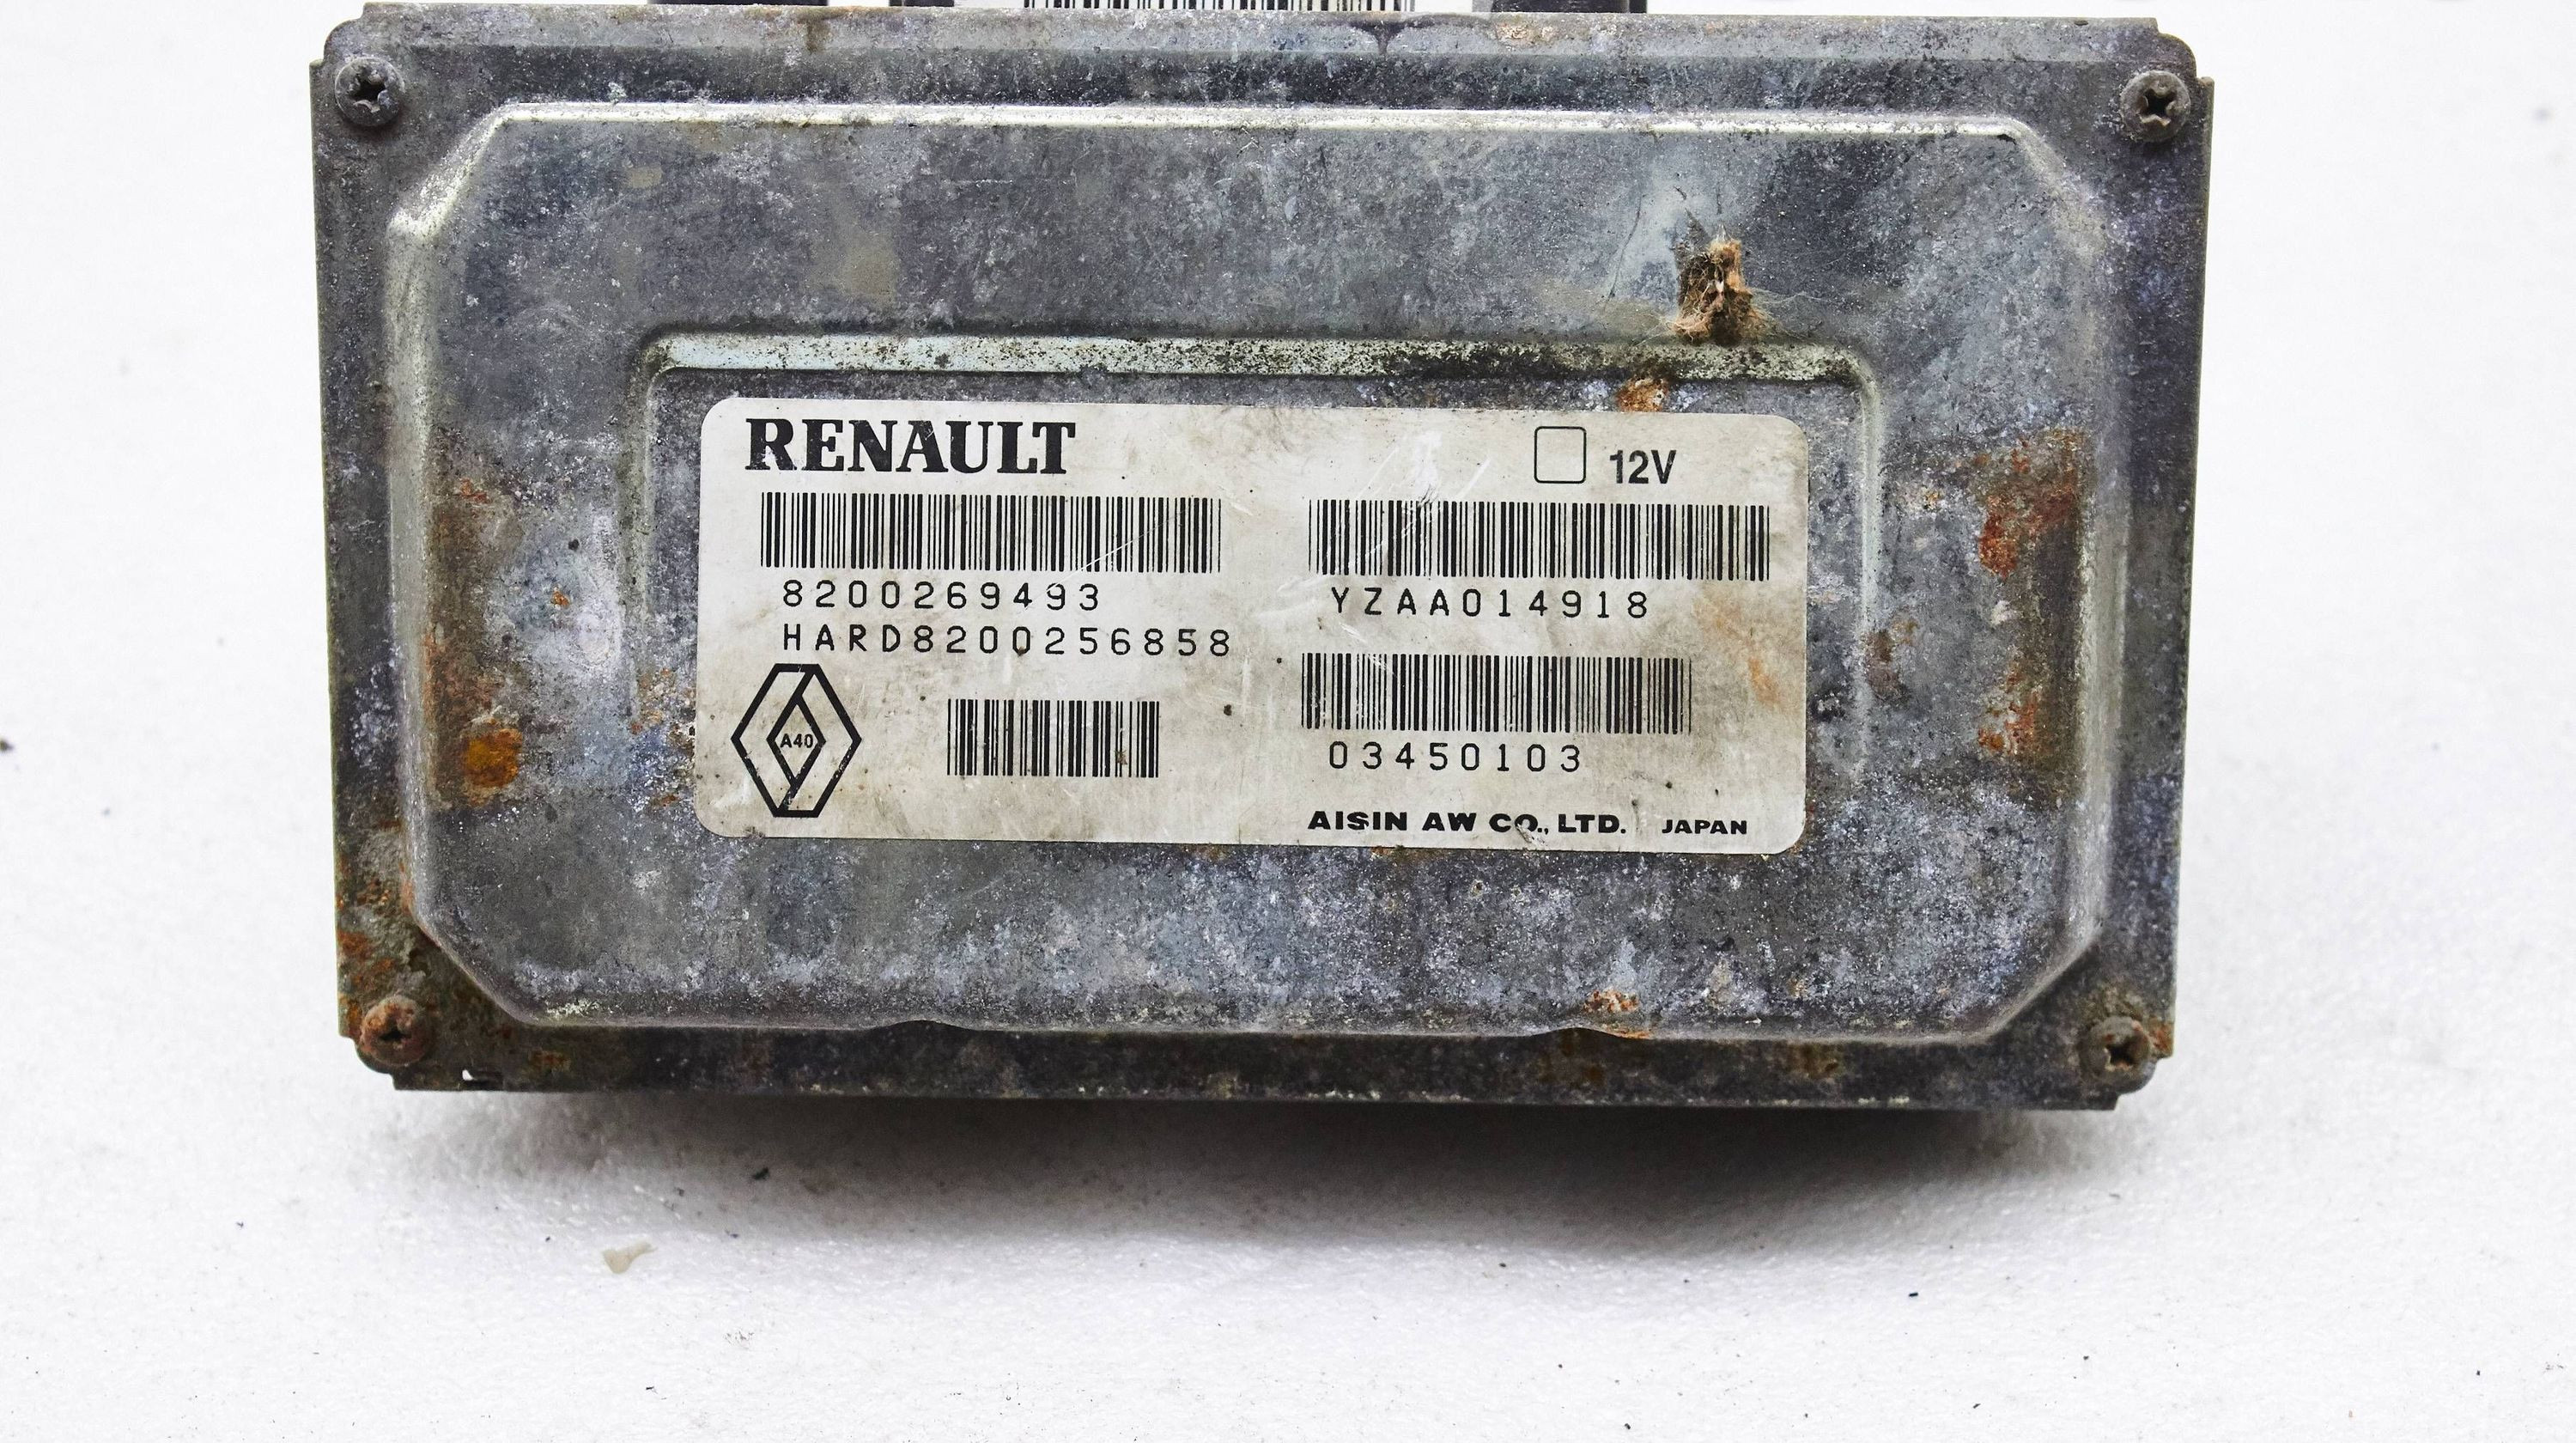 RENAULT
12V
8200269493
YZAA014918
HARD8200256858
A40
03450103
AISIN AW CO., LTD. JAPAN